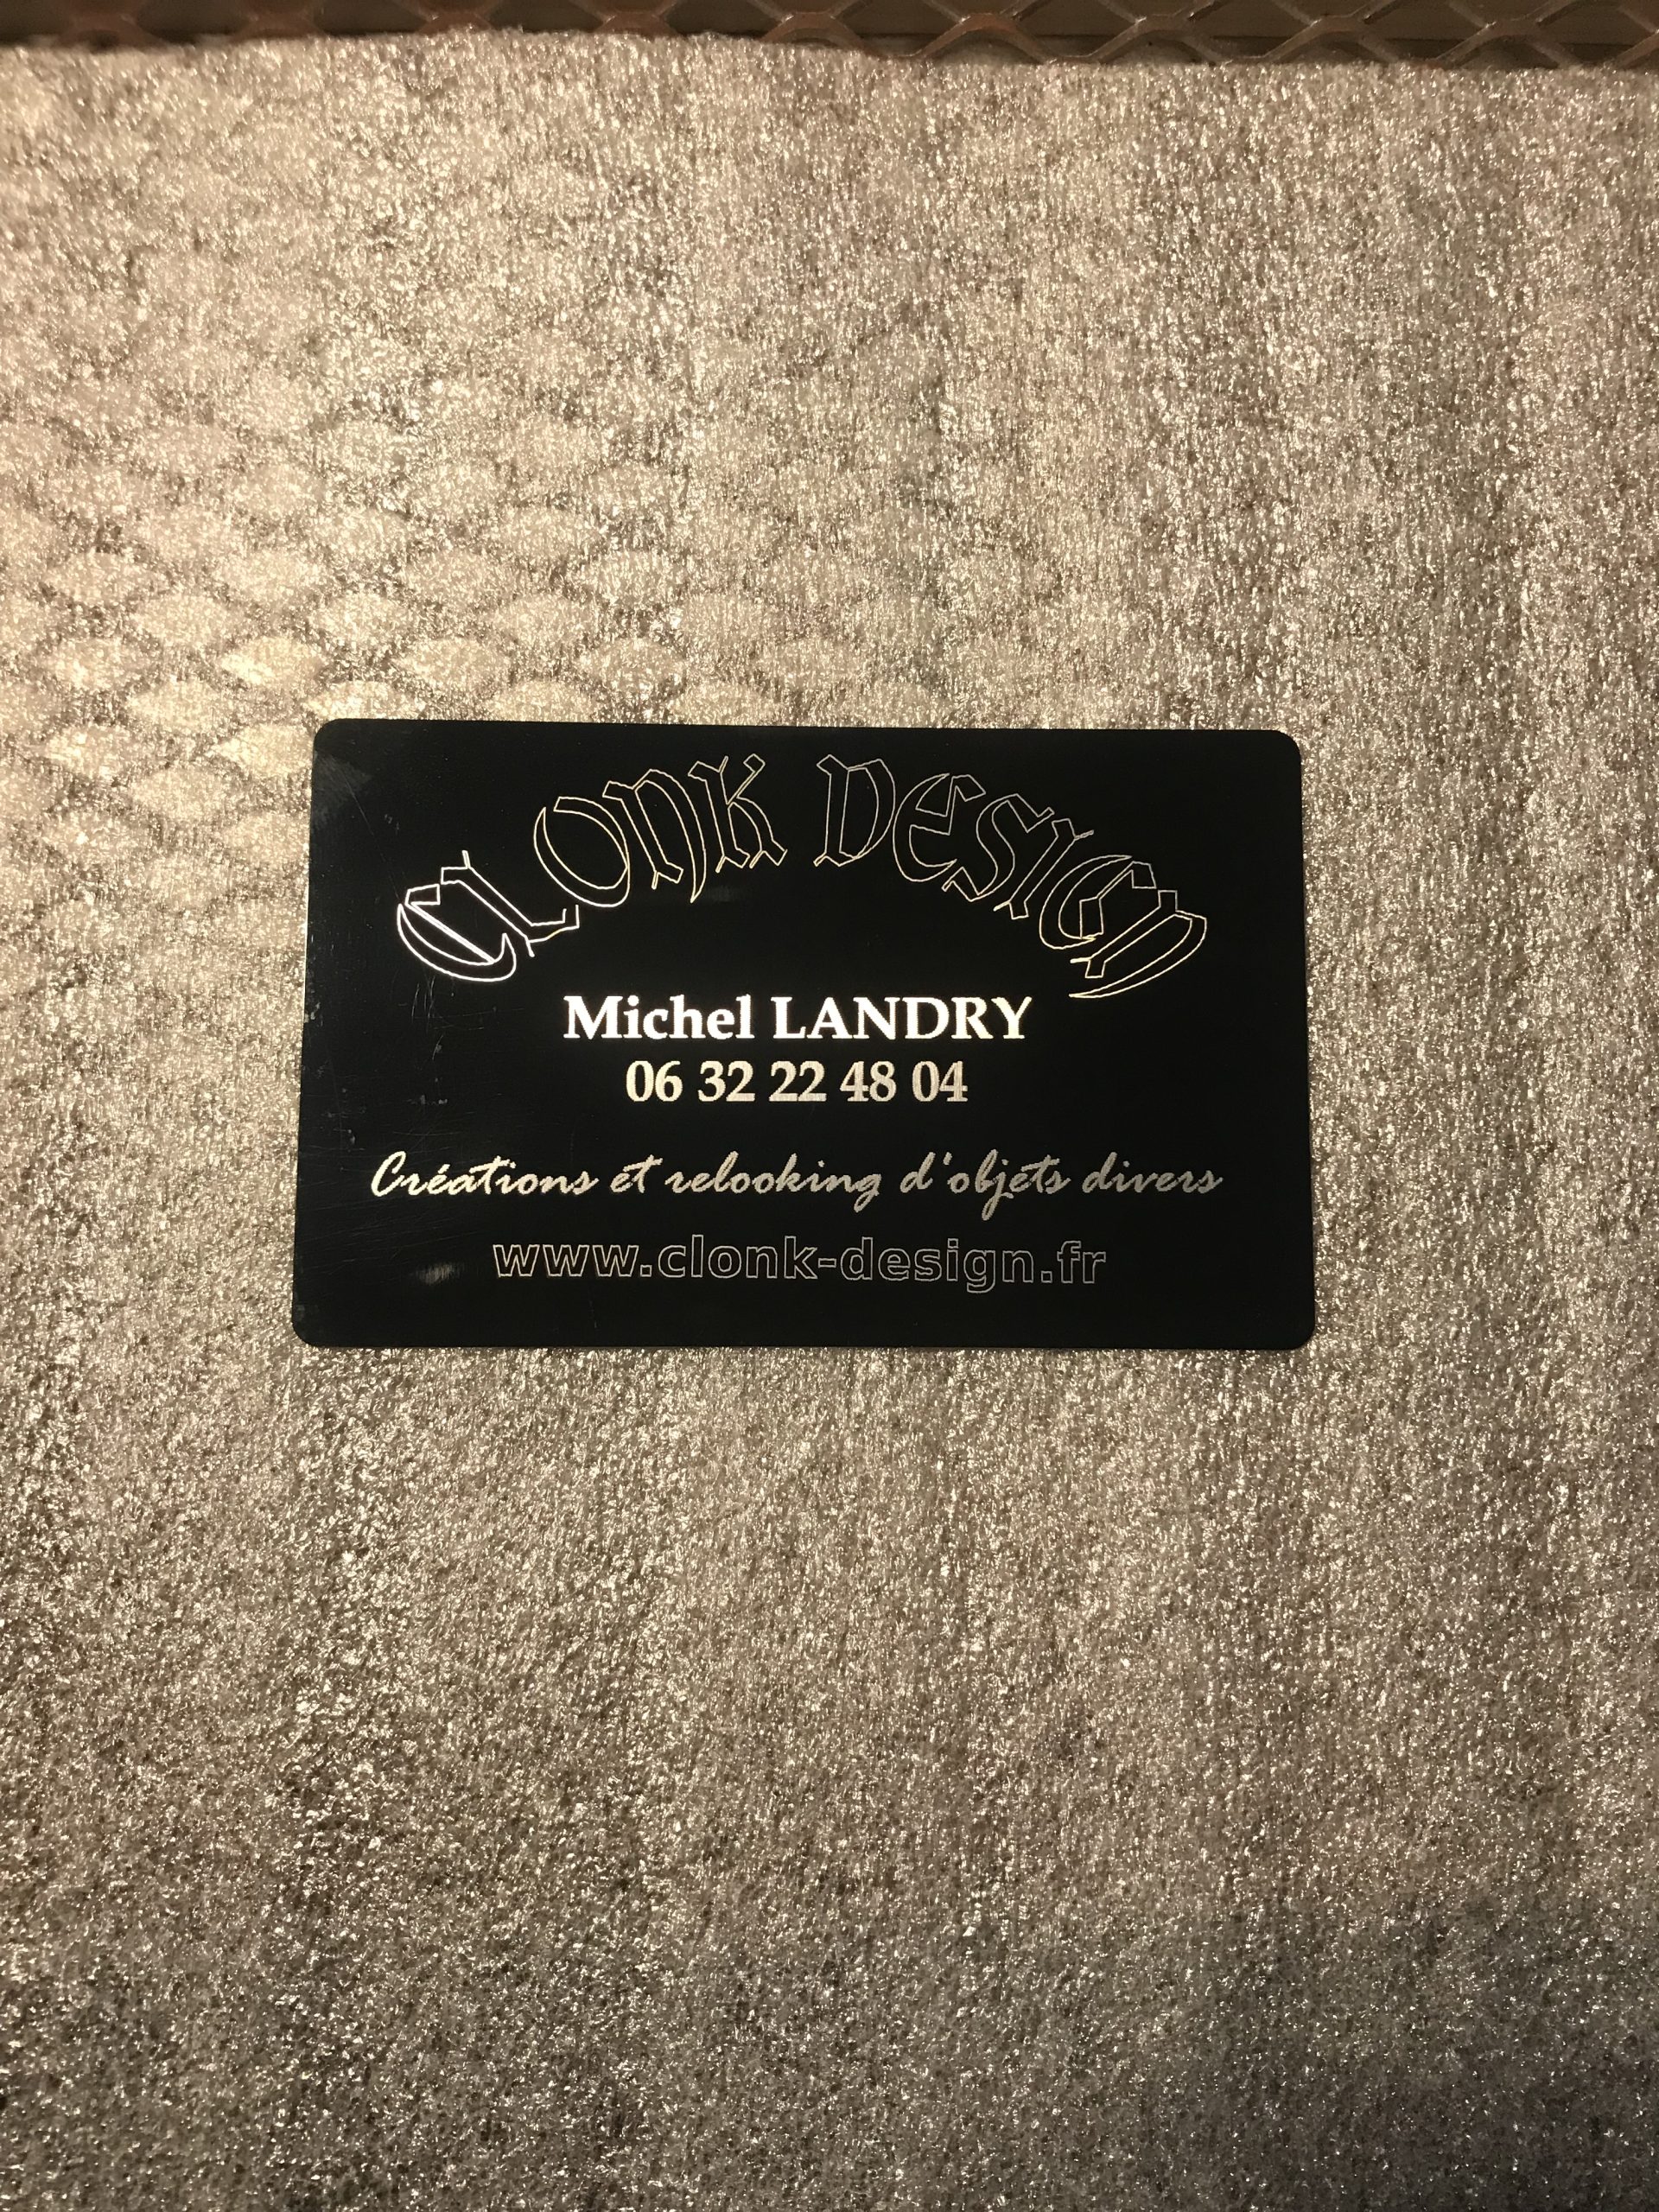 CLONK DESIGN
Michel LANDRY
06 32 22 48 04
Créations et relooking d'objets divers
www.clonk-design.fr